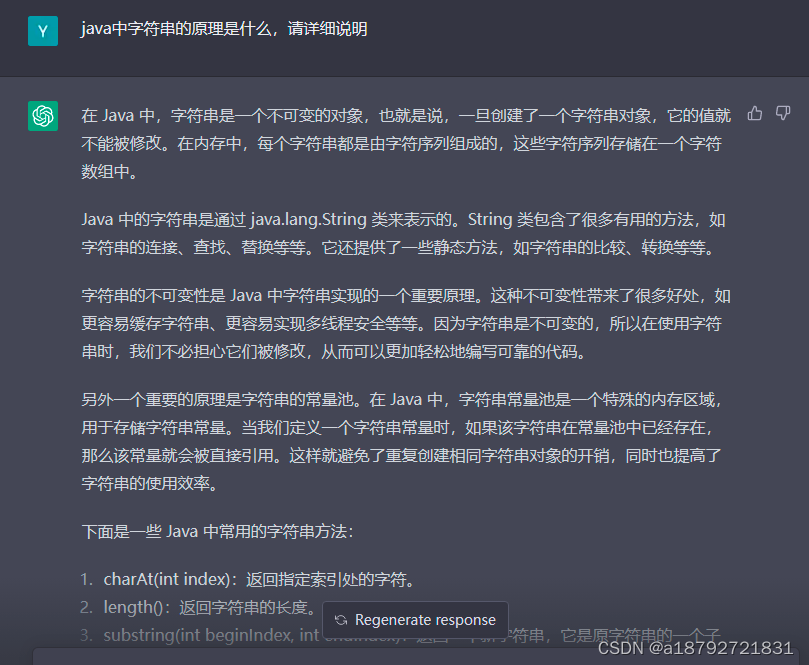 Y
java中字符串的原理是什么，请详细说明
在 Java 中，字符串是一个不可变的对象，也就是说，一旦创建了一个字符串对象，它的值就
不能被修改。在内存中，每个字符串都是由字符序列组成的，这些字符序列存储在一个字符
数组中。
Java 中的字符串是通过 java.lang.String 类来表示的。String 类包含了很多有用的方法，如
字符串的连接、查找、替换等等。它还提供了一些静态方法，如字符串的比较、转换等等。
字符串的不可变性是 Java 中字符串实现的一个重要原理。这种不可变性带来了很多好处，如
更容易缓存字符串、更容易实现多线程安全等等。因为字符串是不可变的，所以在使用字符
串时，我们不必担心它们被修改，从而可以更加轻松地编写可靠的代码。
另外一个重要的原理是字符串的常量池。在 Java 中，字符串常量池是一个特殊的内存区域，
用于存储字符串常量。当我们定义一个字符串常量时，如果该字符串在常量池中已经存在，
那么该常量就会被直接引用。这样就避免了重复创建相同字符串对象的开销，同时也提高了
字符串的使用效率。
下面是一些 Java 中常用的字符串方法：
1. charAt(int index)：返回指定索引处的字符。
2. length()：返回字符串的长度。
Regenerate response
3. substring(int beginIndex, int 字符串，它是原字符串的一个子
CSDN @a18792721831